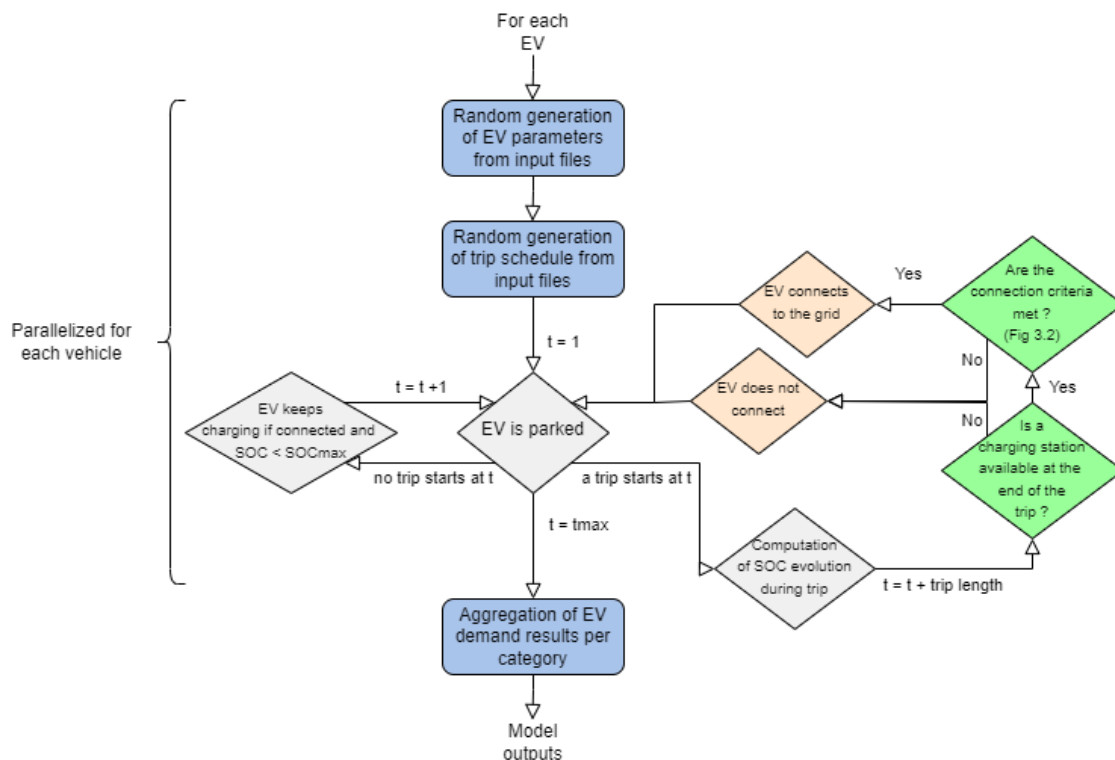 For each
EV
Random generation
of EV parameters
from input files
Random generation
of trip schedule from
input files
Parallelized for
each vehicle
t = 1
EV connects
to the grid
Yes
Are the
connection criteria
met ?
(Fig 3.2)
No
Yes
EV does not
connect
No
Is a
charging station
available at the
end of the
trip ?
t = t +1
EV keeps
charging if connected and
SOC < SOCmax
EV is parked
no trip starts at t
a trip starts at t
t = tmax
Computation
of SOC evolution
during trip
t = t + trip length
Aggregation of EV
demand results per
category
Model
outputs